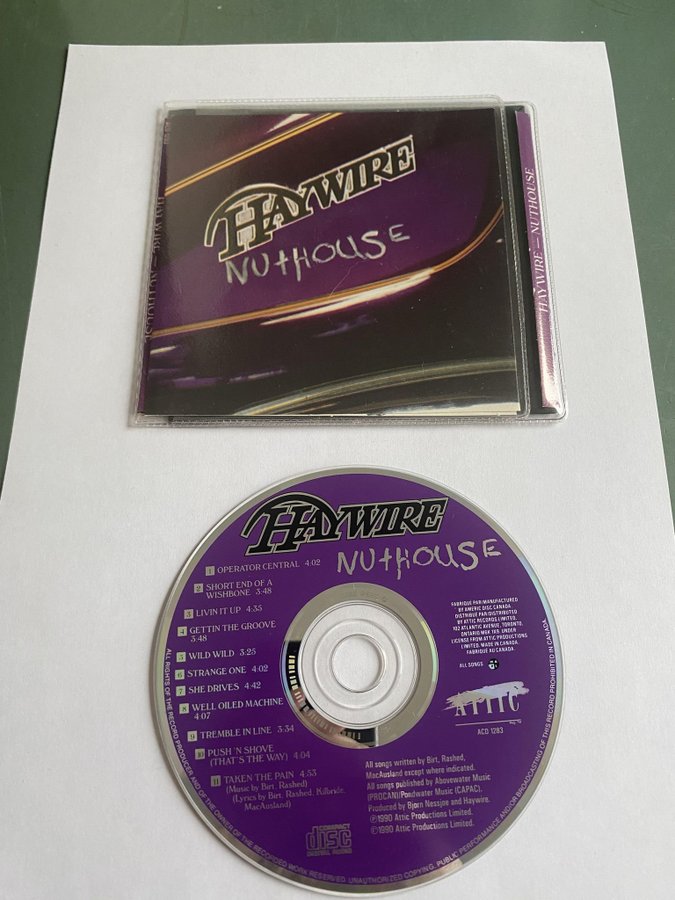 HAYWIRE
NUTHOUSE
HAYWIRE — NUTHOUSE
HAYWIRE — NUTHOUSE
HAYWIRE
NUTHOUSE
1 OPERATOR CENTRAL 4:02
2 SHORT END OF A
WISHBONE 3:48
3 LIVIN IT UP 4:35
4 GETTIN THE GROOVE
3:48
5 WILD WILD 3:25
6 STRANGE ONE 4:02
7 SHE DRIVES 4:42
8 WELL OILED MACHINE
4:07
9 TREMBLE IN LINE 3:34
10 PUSH 'N SHOVE
(THAT'S THE WAY) 4:04
11 TAKEN THE PAIN 4:53
(Music by Birt, Rashed)
(Lyrics by Birt, Rashed, Kilbride,
MacAusland)
FABRIQUE PAR/MANUFACTURED
BY AMERIC DISC CANADA.
DISTRIBUE PAR/DISTRIBUTED
BY ATTIC RECORDS LIMITED,
102 ATLANTIC AVENUE, TORONTO,
ONTARIO M6K 1X9. UNDER
LICENSE FROM ATTIC PRODUCTIONS
LIMITED. MADE IN CANADA.
FABRIQUÉ AU CANADA.
ALL SONGS
ATTIC
ACD 1283
All songs written by Birt, Rashed,
MacAusland except where indicated.
All songs published by Abovewater Music
(PROCAN)/Pondwater Music (CAPAC).
Produced by Bjorn Nessjoe and Haywire.
Ⓟ1990 Attic Productions Limited.
©1990 Attic Productions Limited.
COMPACT
disc
DIGITAL AUDIO
ALL RIGHTS OF THE RECORD PRODUCER AND OF THE OWNER OF THE RECORDED WORK RESERVED. UNAUTHORIZED COPYING, PUBLIC PERFORMANCE AND/OR BROADCASTING OF THIS RECORD PROHIBITED IN CANADA.